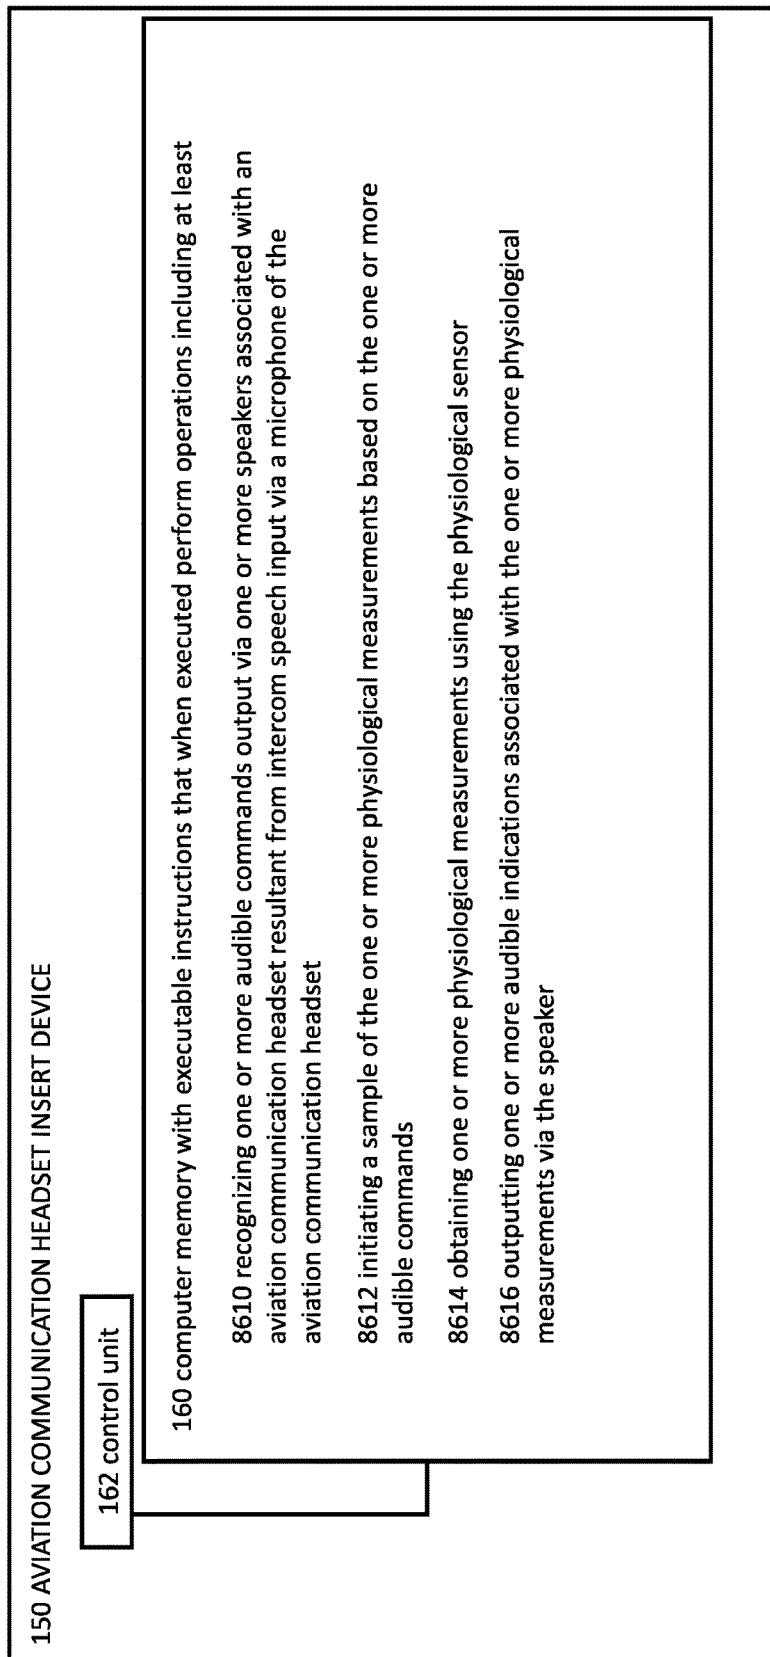 150 AVIATION COMMUNICATION HEADSET INSERT DEVICE
162 control unit
160 computer memory with executable instructions that when executed perform operations including at least
8610 recognizing one or more audible commands output via one or more speakers associated with an
aviation communication headset resultant from intercom speech input via a microphone of the
aviation communication headset
8612 initiating a sample of the one or more physiological measurements based on the one or more
audible commands
8614 obtaining one or more physiological measurements using the physiological sensor
8616 outputting one or more audible indications associated with the one or more physiological
measurements via the speaker